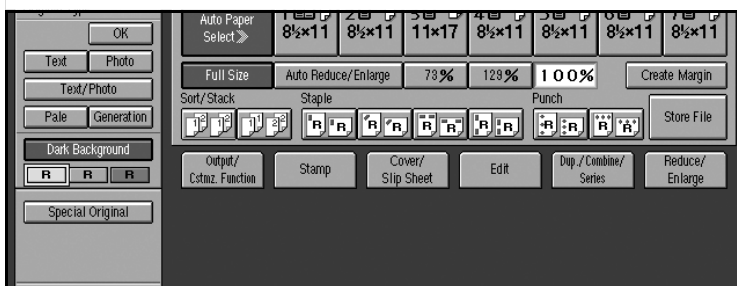 OK
Text
Photo
Text/Photo
Pale
Generation
Dark Background
R R R
Special Original
Auto Paper
Select
8½×11
8½×11
11×17
8½×11
8½×11
8½×11
8½×11
Full Size
Auto Reduce/Enlarge
73%
129%
100%
Create Margin
Sort/Stack
Staple
Punch
Store File
Output/
Cstmz. Function
Stamp
Cover/
Slip Sheet
Edit
Dup./Combine/
Series
Reduce/
Enlarge